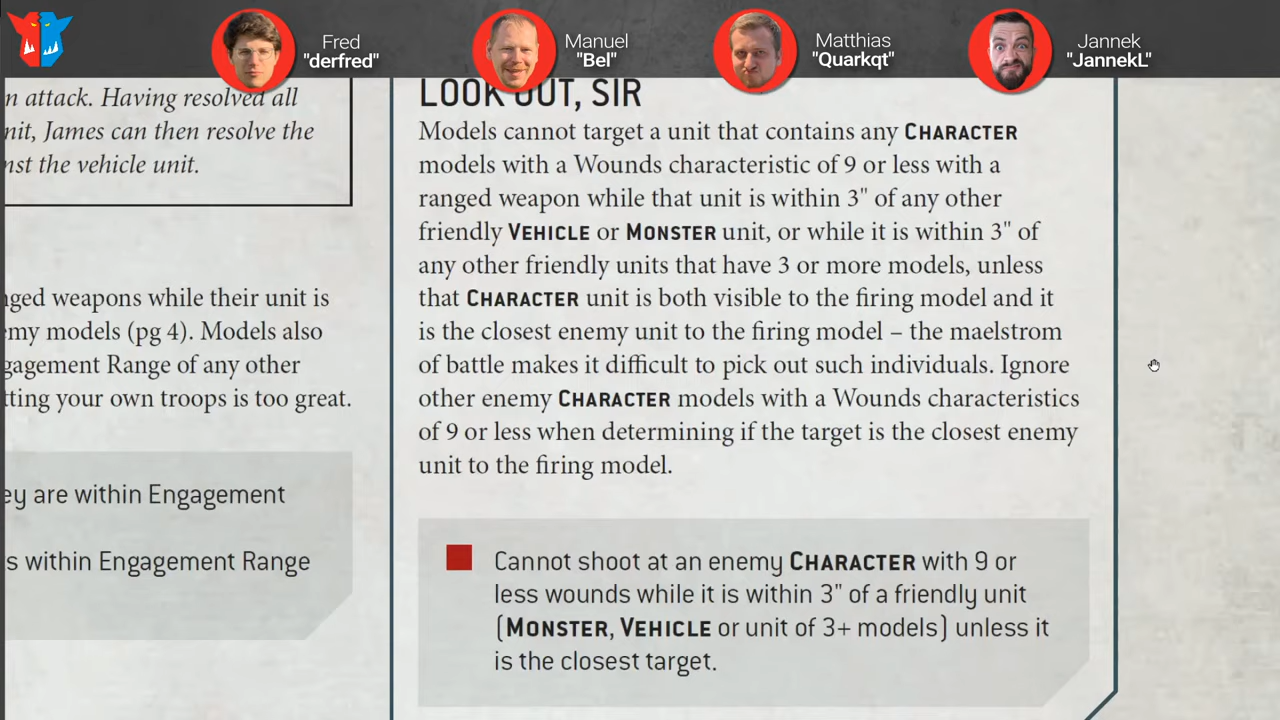 Fred
"derfred"
Manuel
"Bel"
Matthias
"Quarkqt"
Jannek
"JannekL"
n attack. Having resolved all
nit, James can then resolve the
nst the vehicle unit.
nged weapons while their unit is
emy models (pg 4). Models also
gagement Range of any other
tting your own troops is too great.
ey are within Engagement
s within Engagement Range
LOOK OUT, SIR
Models cannot target a unit that contains any CHARACTER
models with a Wounds characteristic of 9 or less with a
ranged weapon while that unit is within 3" of any other
friendly VEHICLE or MONSTER unit, or while it is within 3" of
any other friendly units that have 3 or more models, unless
that CHARACTER unit is both visible to the firing model and it
is the closest enemy unit to the firing model – the maelstrom
of battle makes it difficult to pick out such individuals. Ignore
other enemy CHARACTER models with a Wounds characteristics
of 9 or less when determining if the target is the closest enemy
unit to the firing model.
Cannot shoot at an enemy CHARACTER with 9 or
less wounds while it is within 3" of a friendly unit
(MONSTER, VEHICLE or unit of 3+ models) unless it
is the closest target.